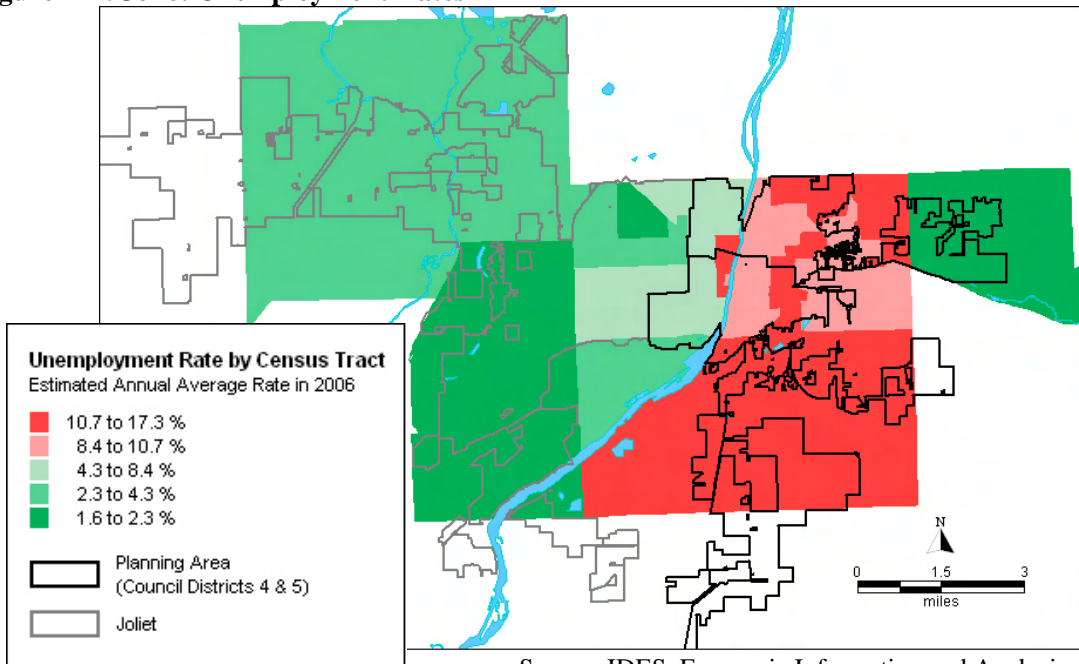 Unemployment Rate by Census Tract
Estimated Annual Average Rate in 2006
10.7 to 17.3 %
8.4 to 10.7 %
4.3 to 8.4 %
2.3 to 4.3 %
1.6 to 2.3 %
Planning Area
(Council Districts 4 & 5)
Joliet
N
0 1.5 3
miles